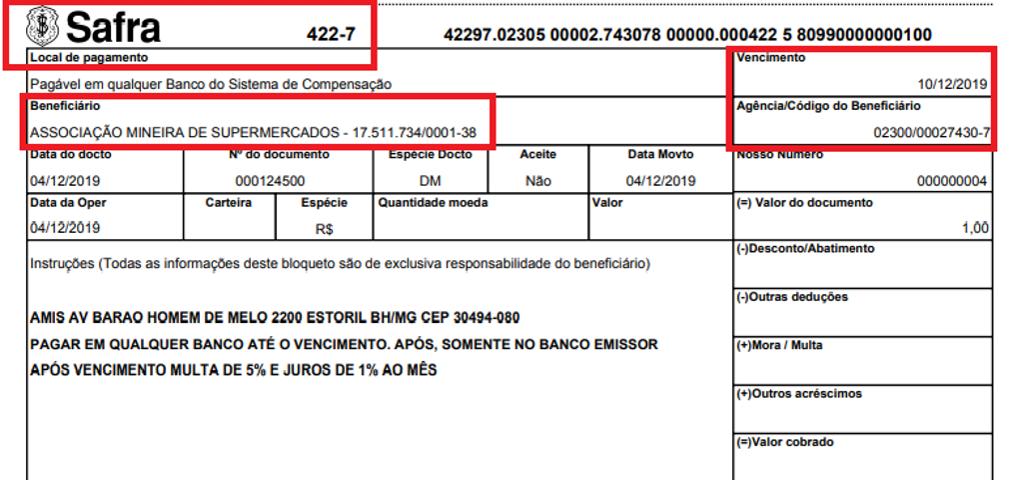 Safra 422-7 42297.02305 00002.743078 00000.000422 5 80990000000100
Local de pagamento
Pagável em qualquer Banco do Sistema de Compensação
Vencimento
10/12/2019
Beneficiário
ASSOCIAÇÃO MINEIRA DE SUPERMERCADOS - 17.511.734/0001-38
Agência/Código do Beneficiário
02300/00027430-7
Data do docto Nº do documento Espécie Docto Aceite Data Movto
04/12/2019 000124500 DM Não 04/12/2019
Nosso Número
000000004
Data da Oper Carteira Espécie Quantidade moeda Valor
04/12/2019 R$
(=) Valor do documento
1,00
Instruções (Todas as informações deste bloqueto são de exclusiva responsabilidade do beneficiário)
AMIS AV BARAO HOMEM DE MELO 2200 ESTORIL BH/MG CEP 30494-080
PAGAR EM QUALQUER BANCO ATÉ O VENCIMENTO. APÓS, SOMENTE NO BANCO EMISSOR
APÓS VENCIMENTO MULTA DE 5% E JUROS DE 1% AO MÊS
(-)Desconto/Abatimento
(-)Outras deduções
(+)Mora / Multa
(+)Outros acréscimos
(=)Valor cobrado